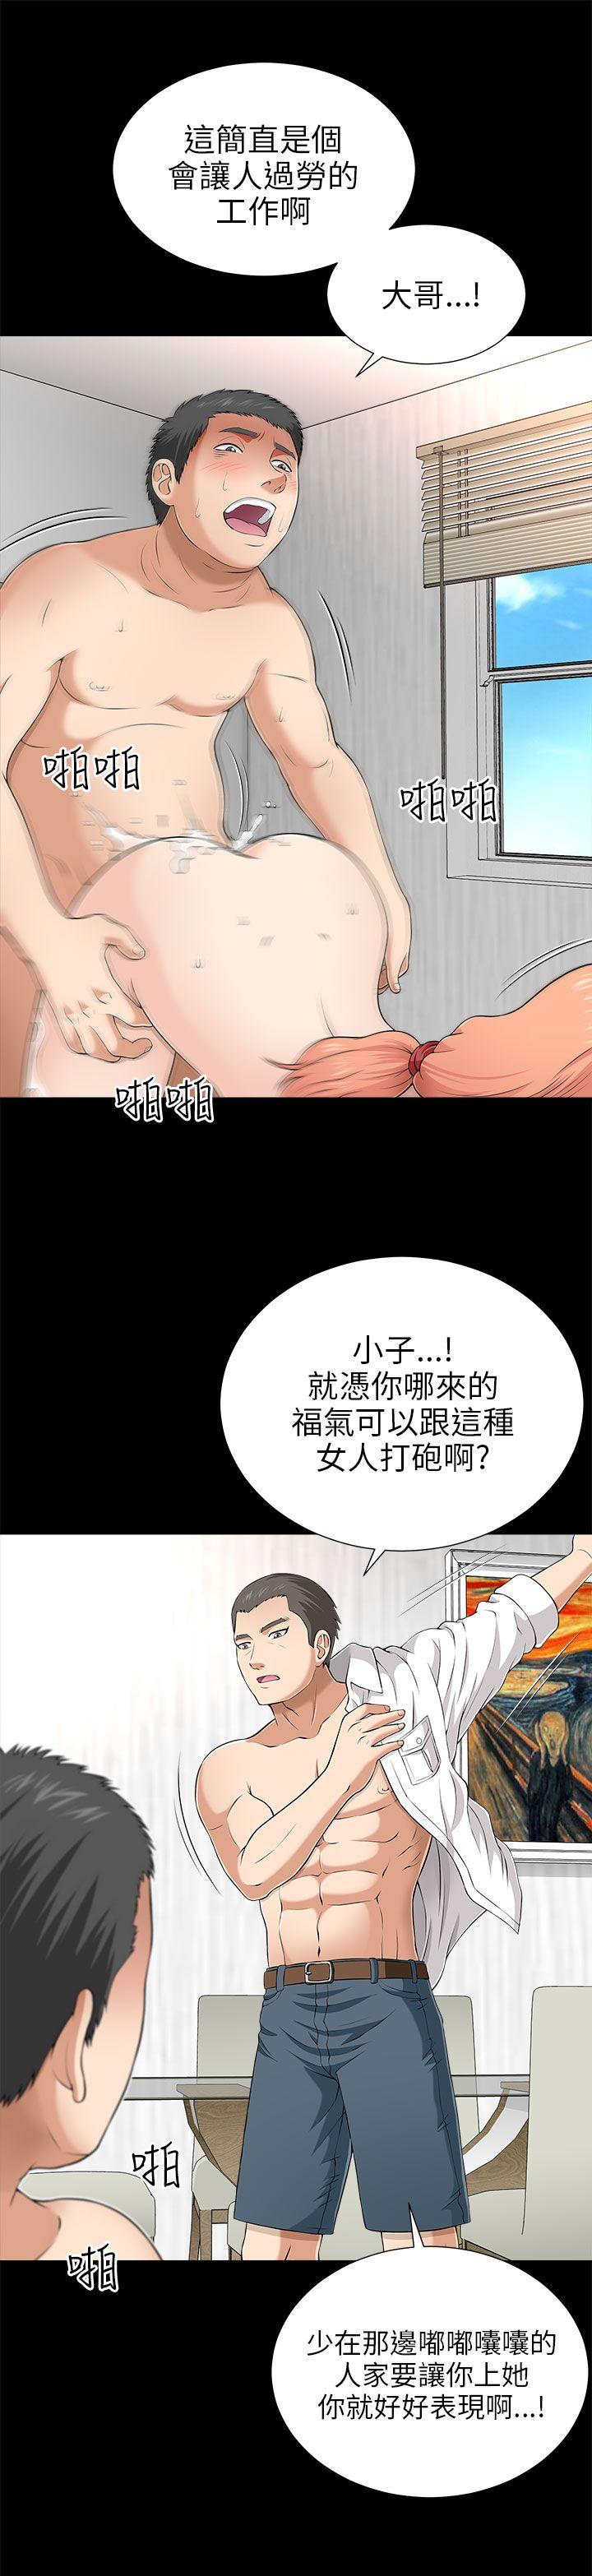 這簡直是個
會讓人過勞的
工作啊
大哥...!
啪啪
啪啪
啪啪
小子...!
就憑你哪來的
福氣可以跟這種
女人打砲啊?
啪
啪
少在那邊嘟嘟囔囔的
人家要讓你上她
你就好好表現啊...!